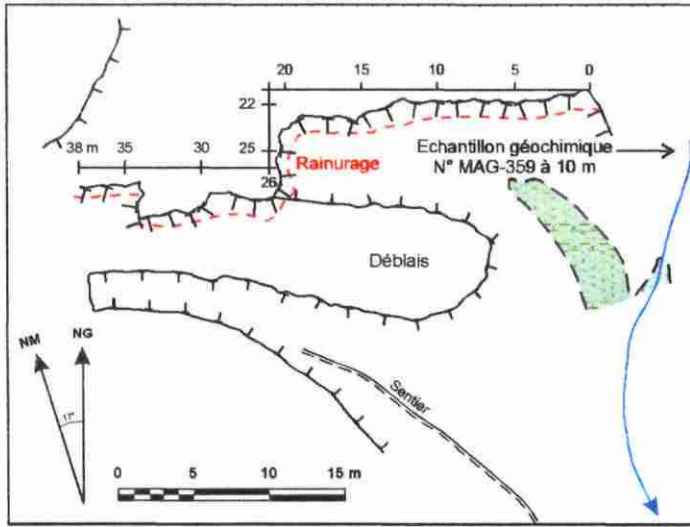 20 15 10 5 0
22
25
26
38 m 35 30
Echantillon géochimique
N° MAG-359 à 10 m
Rainurage
Déblais
NM NG
17°
Sentier
0 5 10 15 m